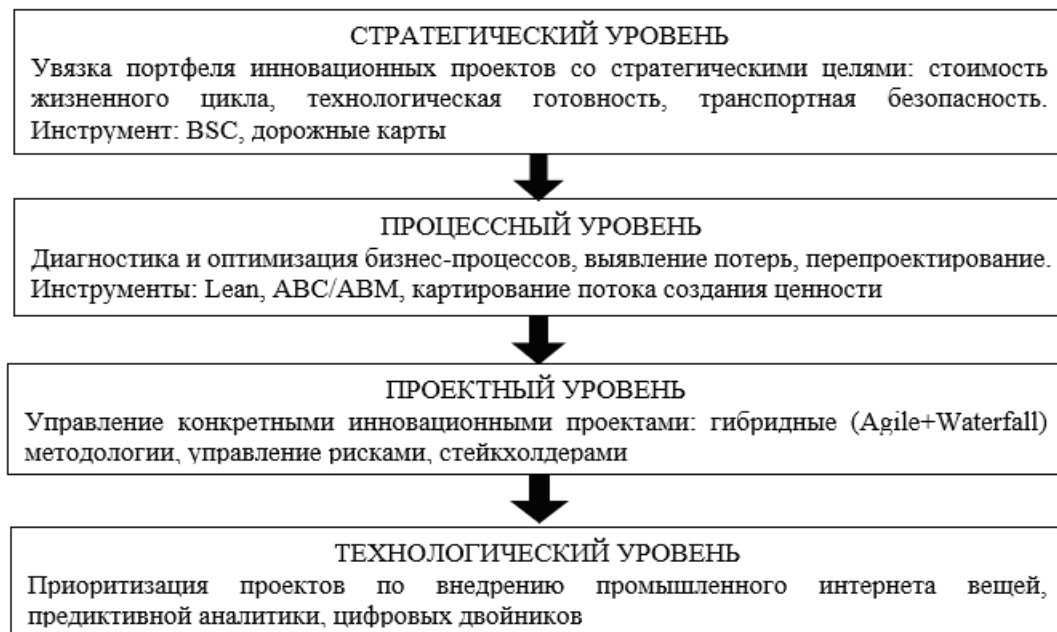 СТРАТЕГИЧЕСКИЙ УРОВЕНЬ
Увязка портфеля инновационных проектов со стратегическими целями: стоимость
жизненного цикла, технологическая готовность, транспортная безопасность.
Инструмент: BSC, дорожные карты
ПРОЦЕССНЫЙ УРОВЕНЬ
Диагностика и оптимизация бизнес-процессов, выявление потерь, перепроектирование.
Инструменты: Lean, ABC/ABM, картирование потока создания ценности
ПРОЕКТНЫЙ УРОВЕНЬ
Управление конкретными инновационными проектами: гибридные (Agile+Waterfall)
методологии, управление рисками, стейкхолдерами
ТЕХНОЛОГИЧЕСКИЙ УРОВЕНЬ
Приоритизация проектов по внедрению промышленного интернета вещей,
предиктивной аналитики, цифровых двойников